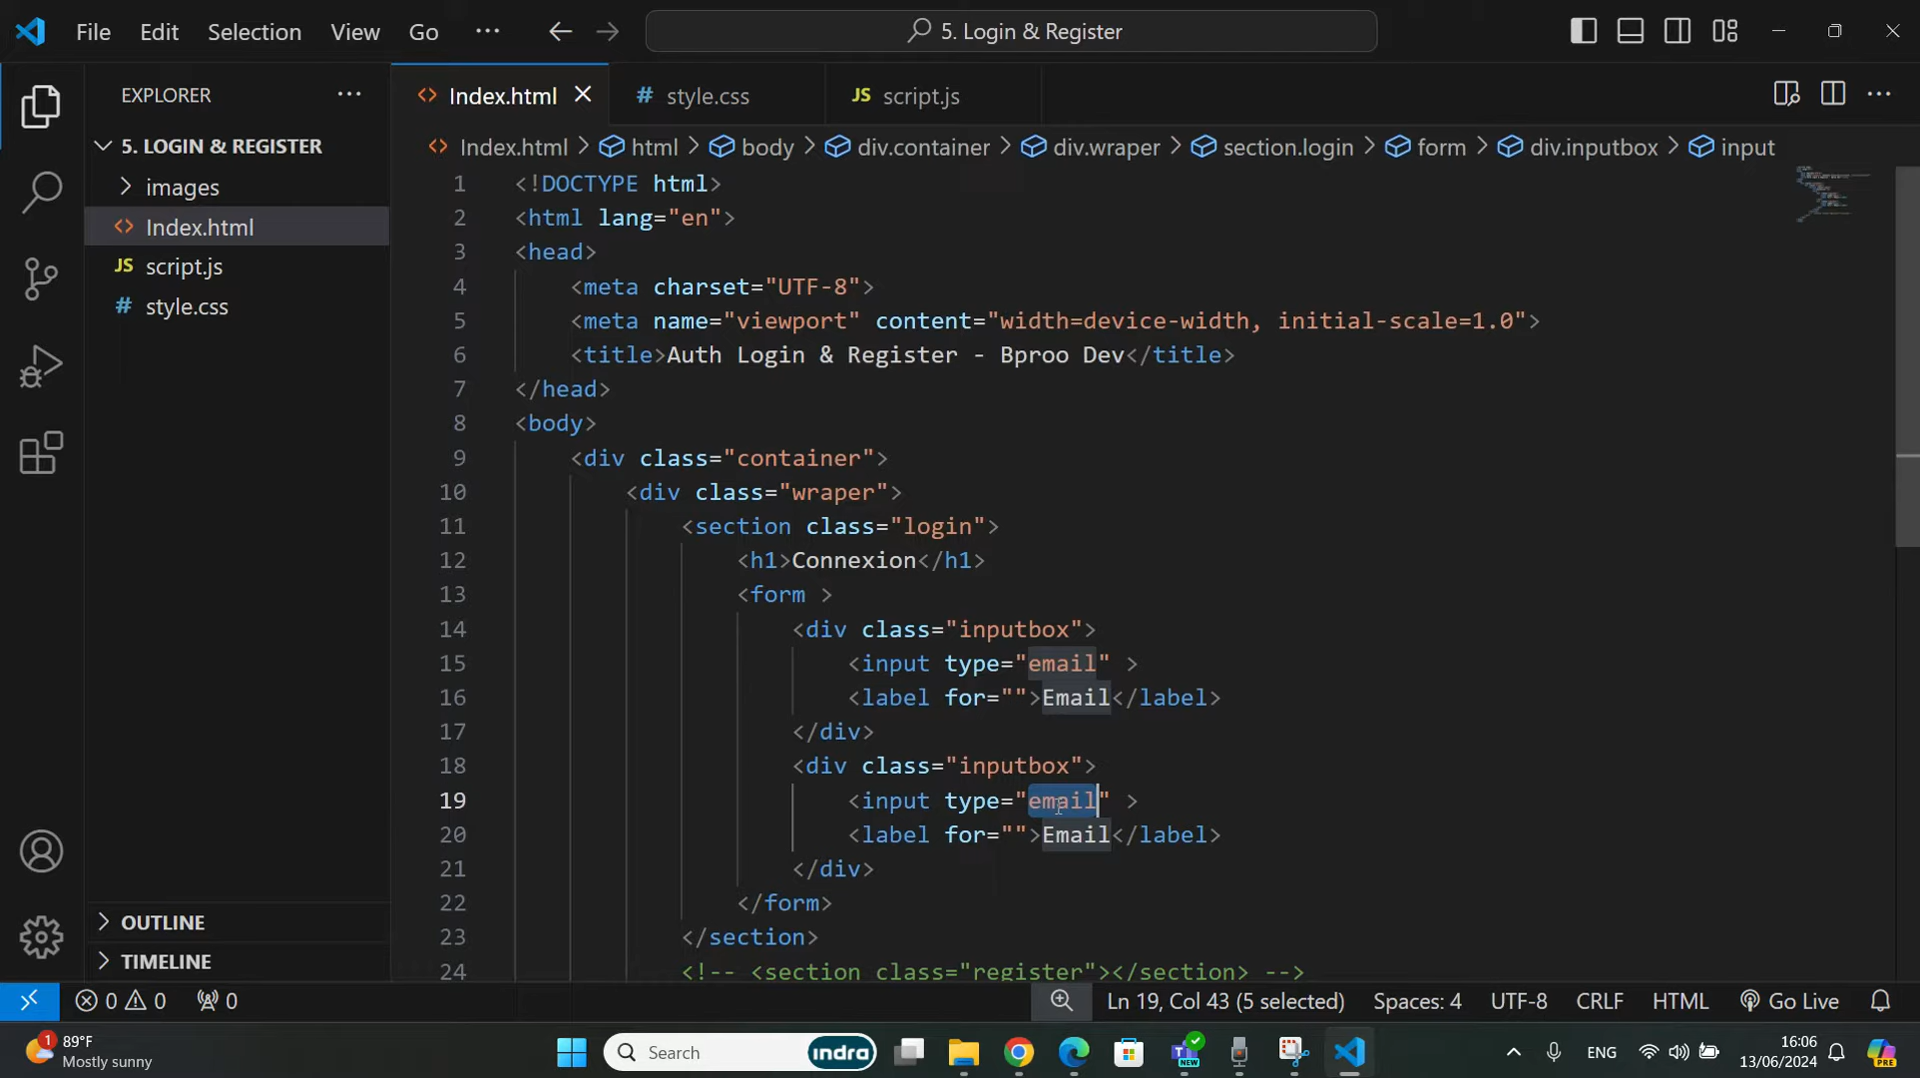 File Edit Selection View Go ··· 5. Login & Register
EXPLORER ···
Index.html
# style.css
JS script.js
Index.html > html > body > div.container > div.wraper > section.login > form > div.inputbox > input
5. LOGIN & REGISTER
images
Index.html
JS script.js
# style.css
OUTLINE
TIMELINE
1 <!DOCTYPE html>
2 <html lang="en">
3 <head>
4 <meta charset="UTF-8">
5 <meta name="viewport" content="width=device-width, initial-scale=1.0">
6 <title>Auth Login & Register - Bproo Dev</title>
7 </head>
8 <body>
9 <div class="container">
10 <div class="wraper">
11 <section class="login">
12 <h1>Connexion</h1>
13 <form >
14 <div class="inputbox">
15 <input type="email" >
16 <label for="">Email</label>
17 </div>
18 <div class="inputbox">
19 <input type="email" >
20 <label for="">Email</label>
21 </div>
22 </form>
23 </section>
24 <!-- <section class="register"></section> -->
0 0 0 Ln 19, Col 43 (5 selected) Spaces: 4 UTF-8 CRLF HTML Go Live
1
89°F
Mostly sunny
Search
indra
NEW
ENG
16:06
13/06/2024
PRE